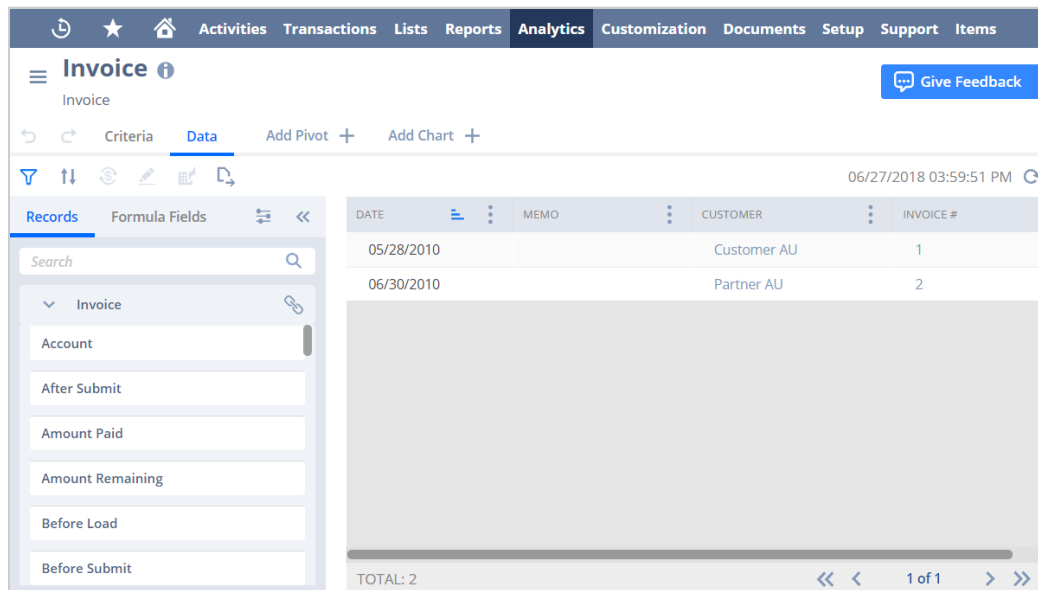 Activities Transactions Lists Reports Analytics Customization Documents Setup Support Items
Invoice
Give Feedback
Invoice
Criteria Data Add Pivot Add Chart
06/27/2018 03:59:51 PM
Records Formula Fields
DATE MEMO CUSTOMER INVOICE #
Search
05/28/2010 Customer AU 1
06/30/2010 Partner AU 2
Invoice
Account
After Submit
Amount Paid
Amount Remaining
Before Load
Before Submit
TOTAL: 2 1 of 1